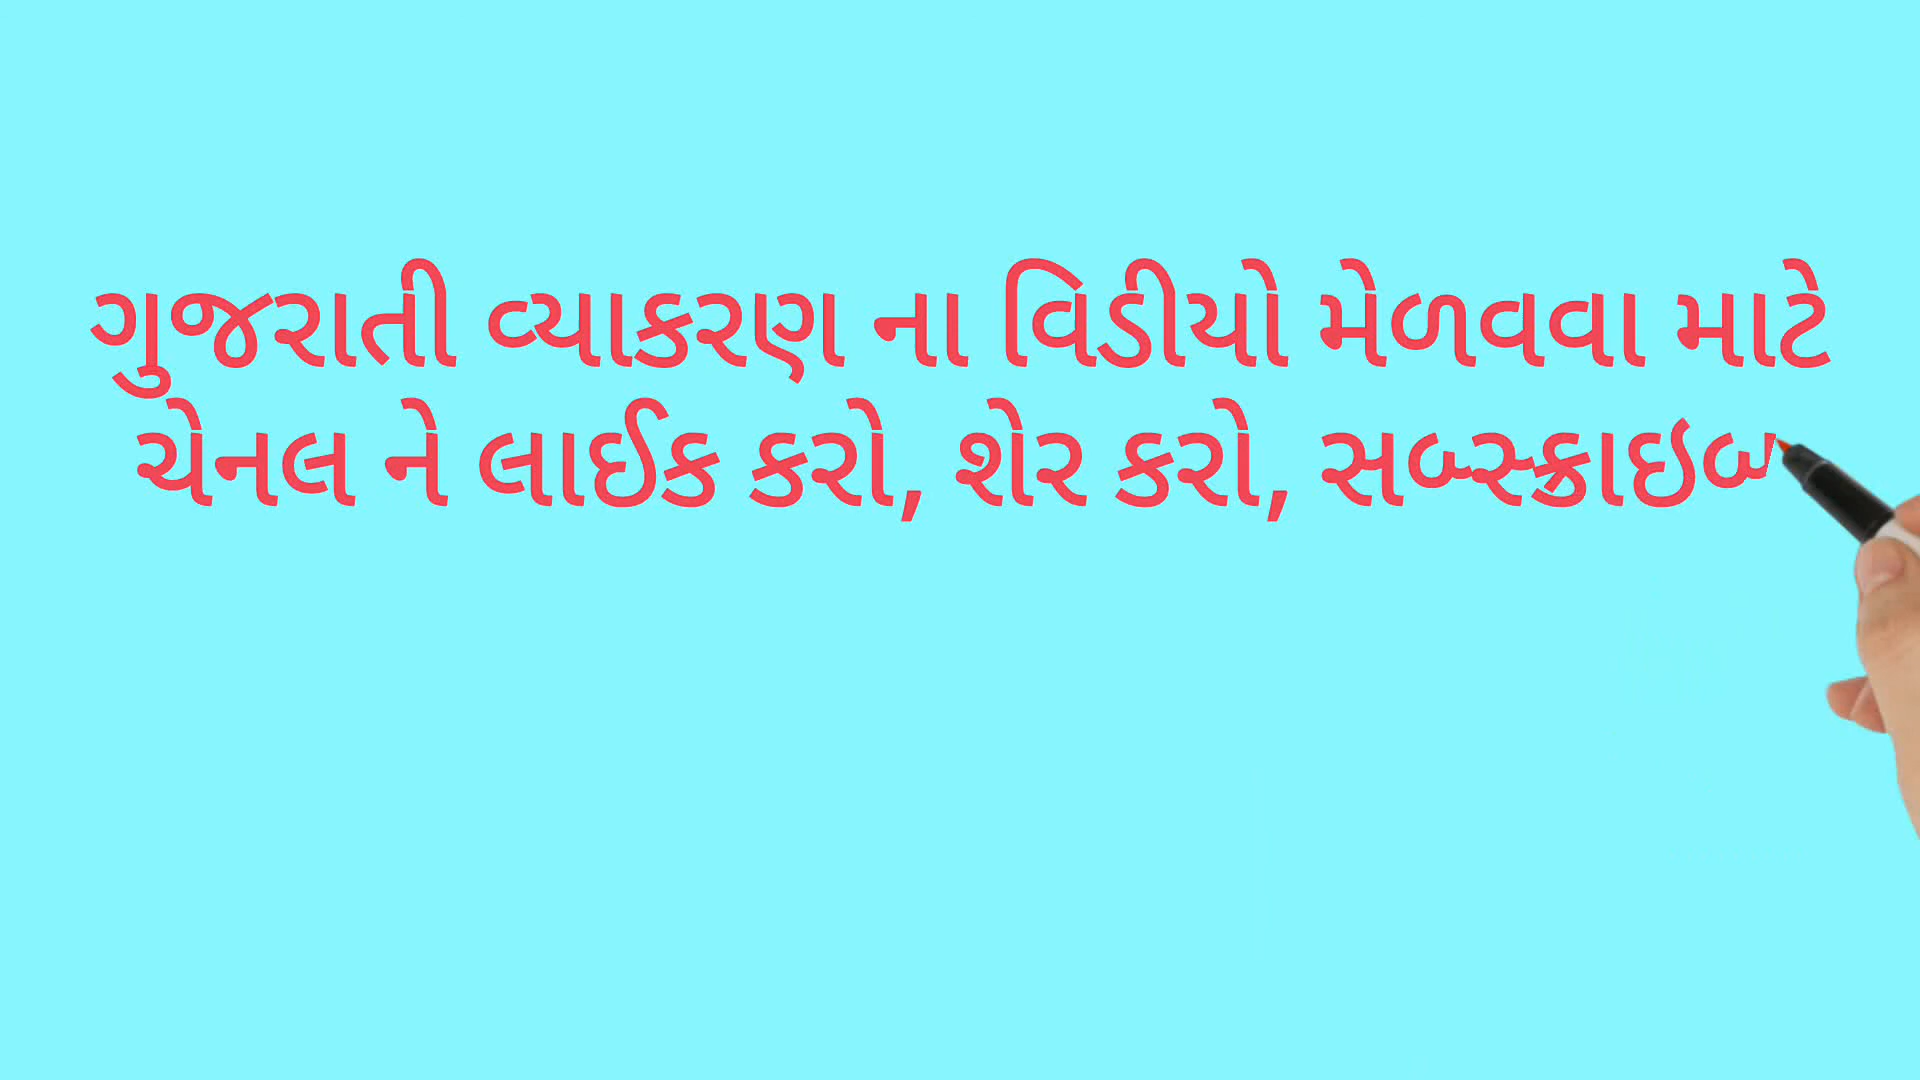 ગુજરાતી વ્યાકરણ ના વિડીયો મેળવવા માટે
ચેનલ ને લાઈક કરો, શેર કરો, સબ્સ્ક્રાઇબ